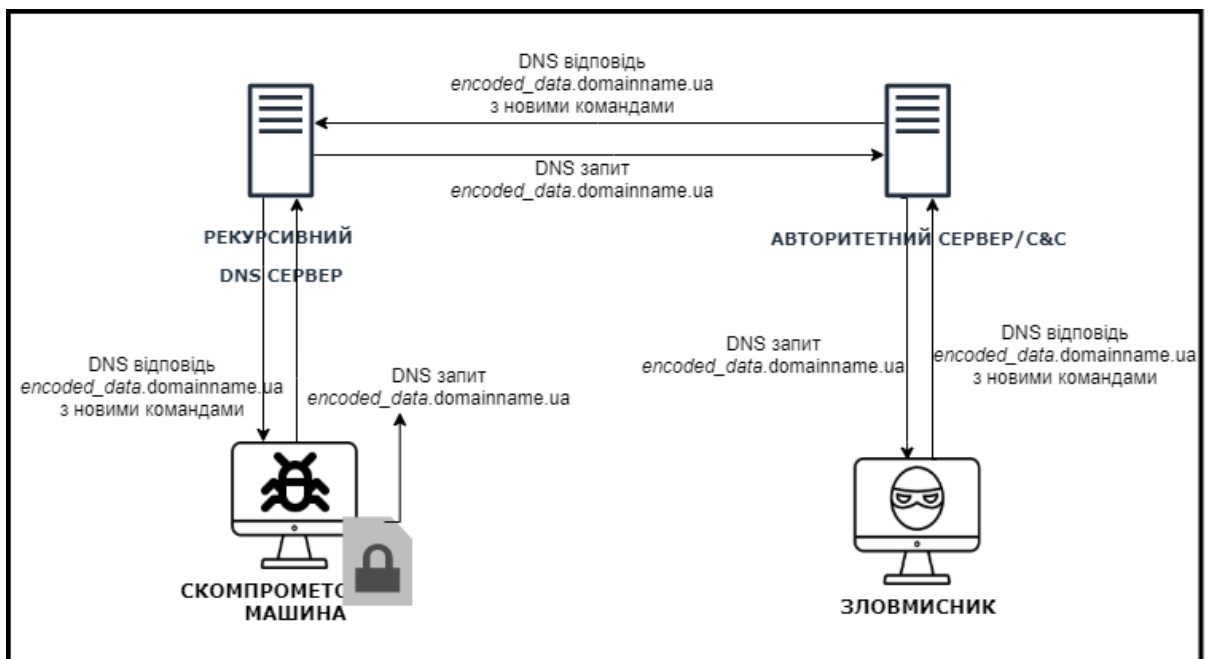 DNS відповідь
encoded_data.domainname.ua
з новими командами
DNS запит
encoded_data.domainname.ua
РЕКУРСИВНИЙ
DNS СЕРВЕР
АВТОРИТЕТНИЙ СЕРВЕР/C&C
DNS відповідь
encoded_data.domainname.ua
з новими командами
DNS запит
encoded_data.domainname.ua
DNS запит
encoded_data.domainname.ua
DNS відповідь
encoded_data.domainname.ua
з новими командами
МАШИНА
ЗЛОВМИСНИК